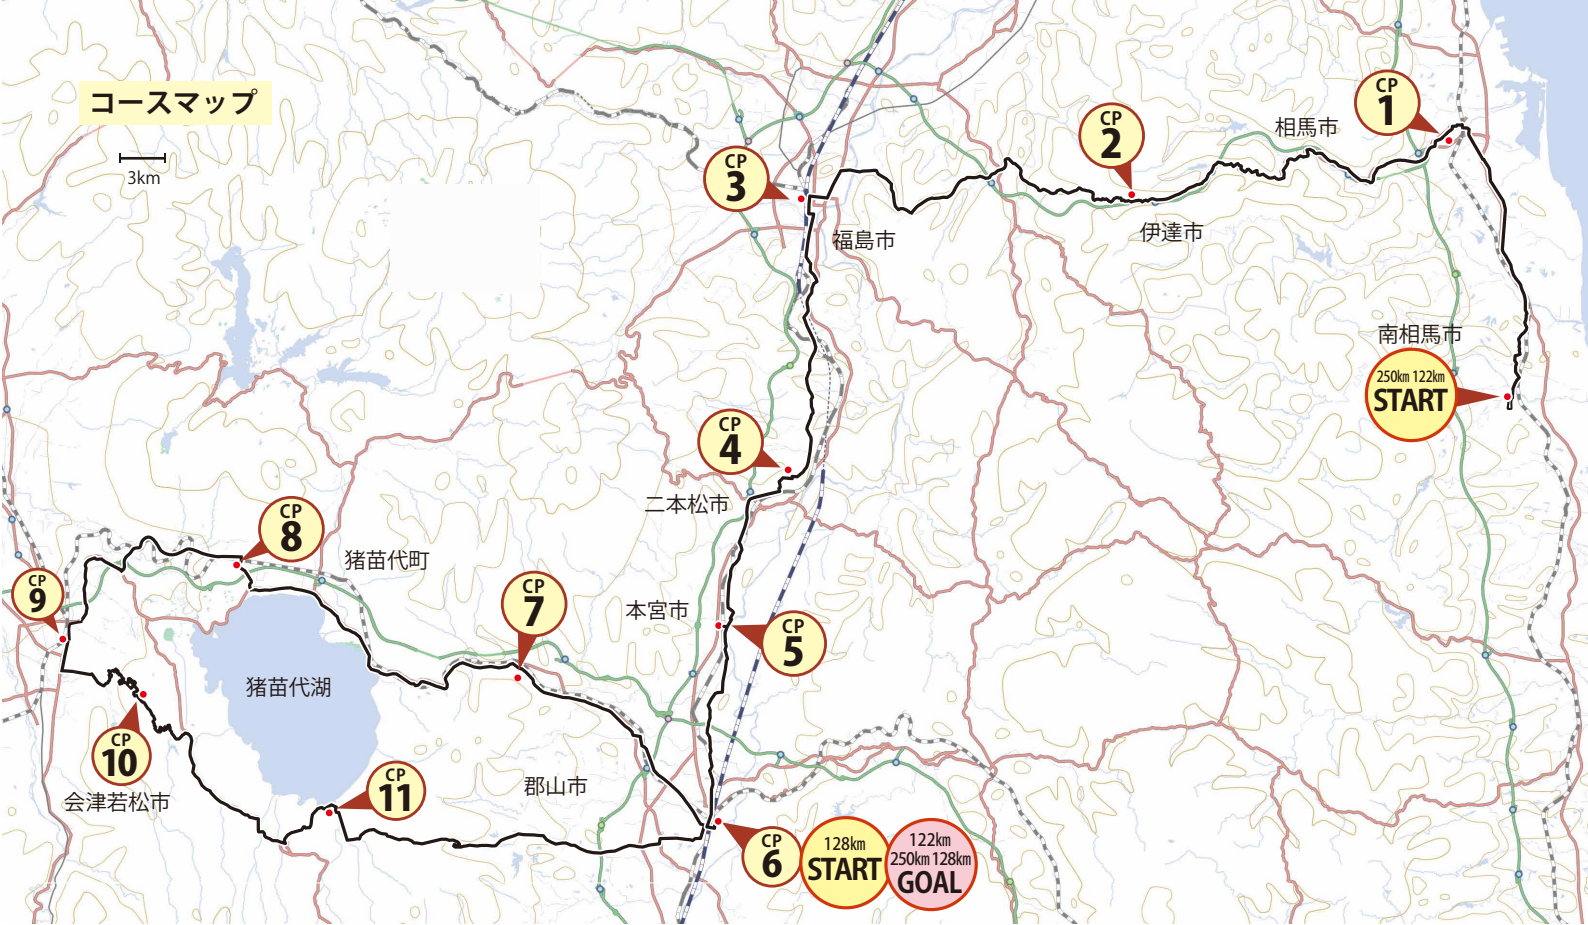 コースマップ
3km
CP
1
相馬市
CP
2
伊達市
CP
3
福島市
南相馬市
250km 122km
START
CP
4
二本松市
CP
8
猪苗代町
CP
9
CP
7
本宮市
CP
5
猪苗代湖
CP
10
会津若松市
CP
11
郡山市
CP
6
128km
START
122km
250km 128km
GOAL